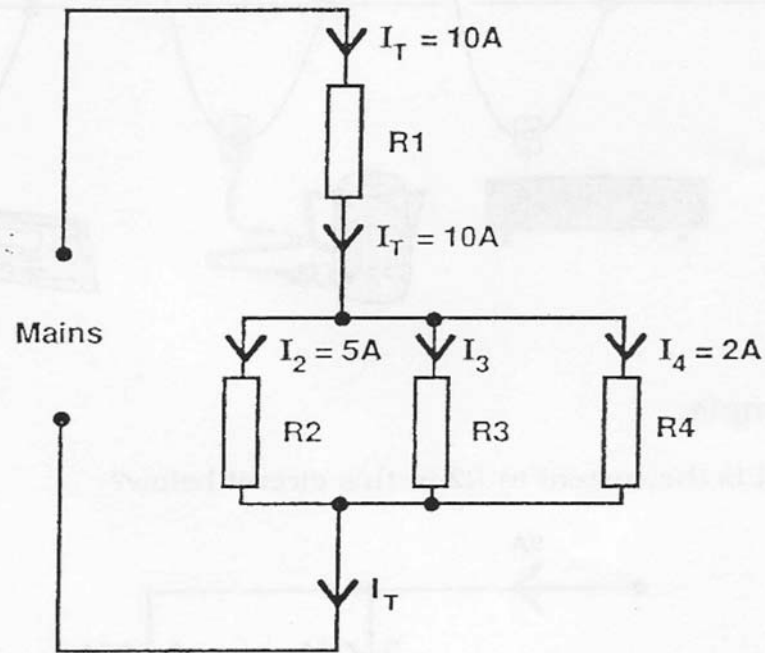 I_T = 10A
R1
I_T = 10A
Mains
I_2 = 5A
I_3
I_4 = 2A
R2
R3
R4
I_T